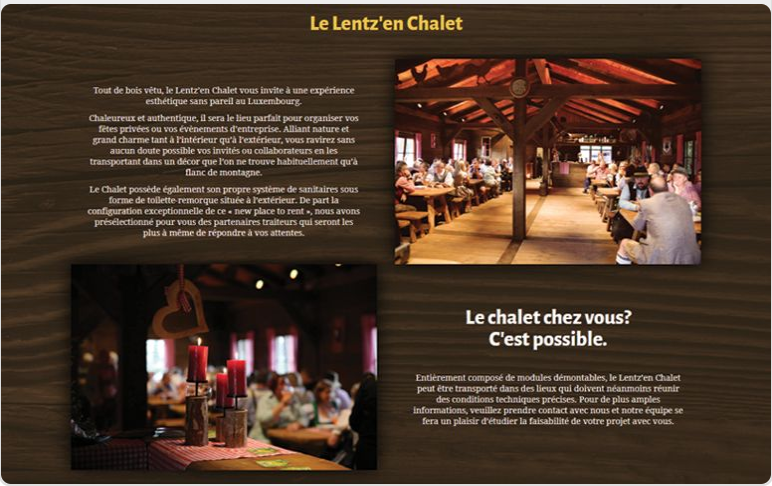 Le Lentz'en Chalet
Tout de bois vêtu, le Lentz'en Chalet vous invite à une expérience
esthétique sans pareil au Luxembourg.
Chaleureux et authentique, il sera le lieu parfait pour organiser vos
fêtes privées ou vos évènements d'entreprise. Alliant nature et
grand charme tant à l'intérieur qu'à l'extérieur, vous ravirez sans
aucun doute possible vos invités ou collaborateurs en les
transportant dans un décor que l'on ne trouve habituellement qu'à
flanc de montagne.
Le Chalet possède également son propre système de sanitaires sous
forme de toilette-remorque située à l'extérieur. De part la
configuration exceptionnelle de ce « new place to rent », nous avons
présélectionné pour vous des partenaires traiteurs qui seront les
plus à même de répondre à vos attentes.
Le chalet chez vous?
C'est possible.
Entièrement composé de modules démontables, le Lentz'en Chalet
peut être transporté dans des lieux qui doivent néanmoins réunir
des conditions techniques précises. Pour de plus amples
informations, veuillez prendre contact avec nous et notre équipe se
fera un plaisir d'étudier la faisabilité de votre projet avec vous.